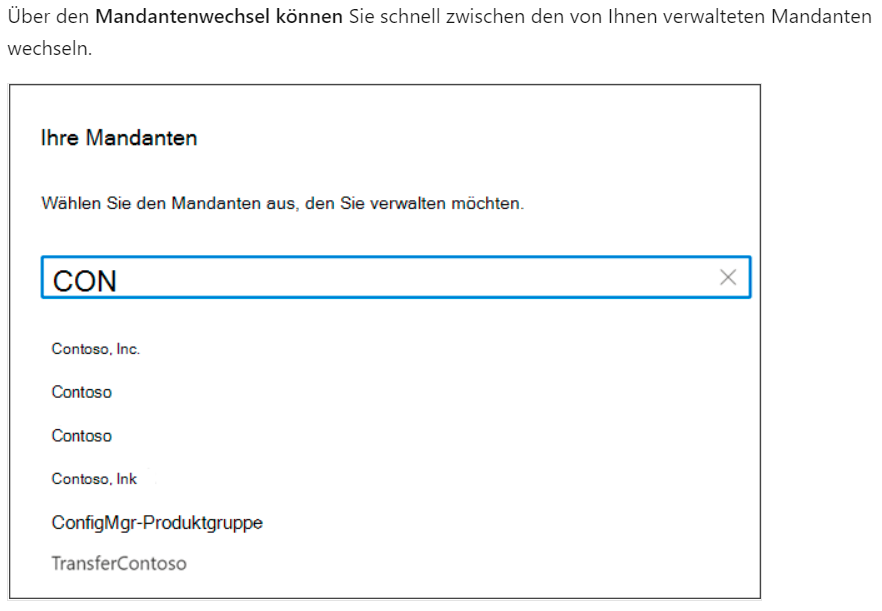 Über den Mandantenwechsel können Sie schnell zwischen den von Ihnen verwalteten Mandanten
wechseln.
Ihre Mandanten
Wählen Sie den Mandanten aus, den Sie verwalten möchten.
CON
Contoso, Inc.
Contoso
Contoso
Contoso, Ink
ConfigMgr-Produktgruppe
TransferContoso